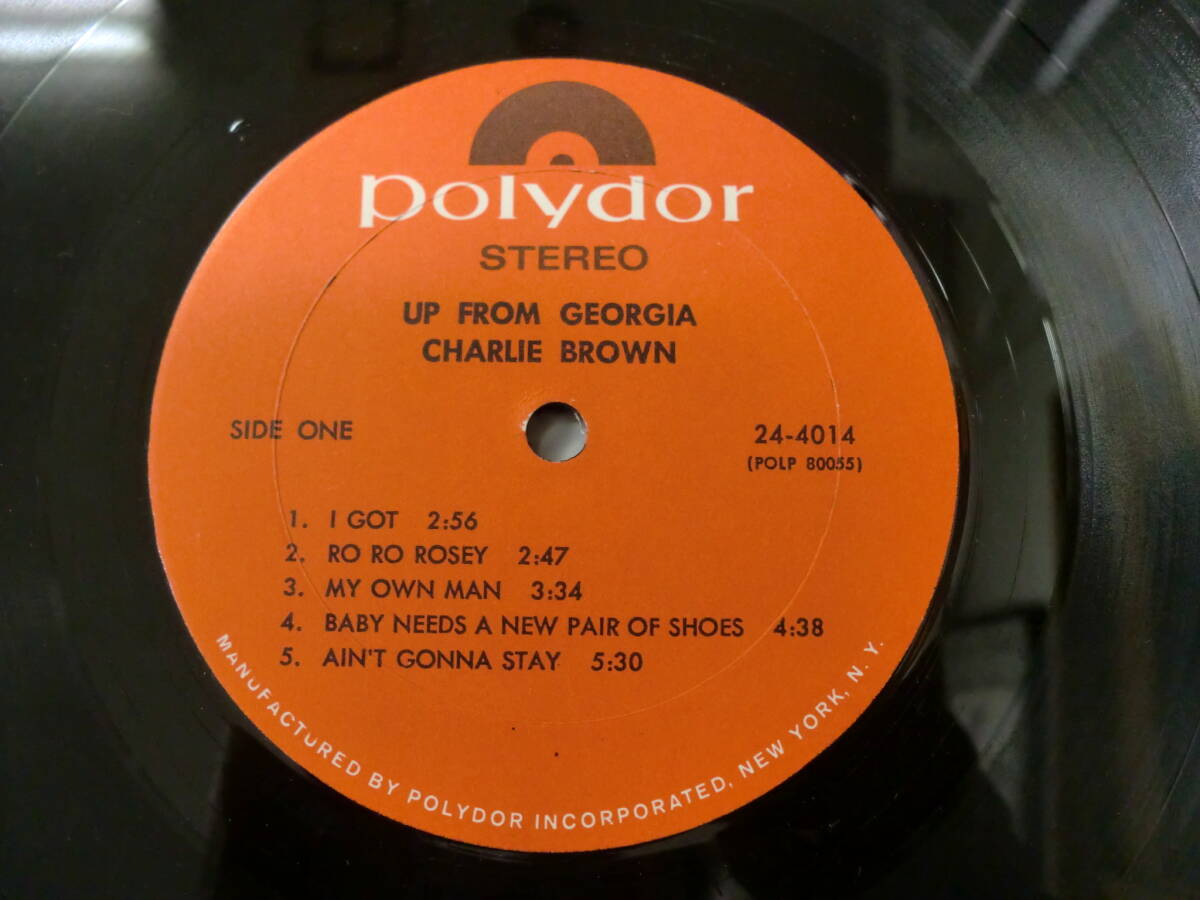 polydor
STEREO
UP FROM GEORGIA
CHARLIE BROWN
SIDE ONE
24-4014
(POLP 80055)
1. I GOT 2:56
2. RO RO ROSEY 2:47
3. MY OWN MAN 3:34
4. BABY NEEDS A NEW PAIR OF SHOES 4:38
5. AIN'T GONNA STAY 5:30
MANUFACTURED BY POLYDOR INCORPORATED, NEW YORK, N. Y.